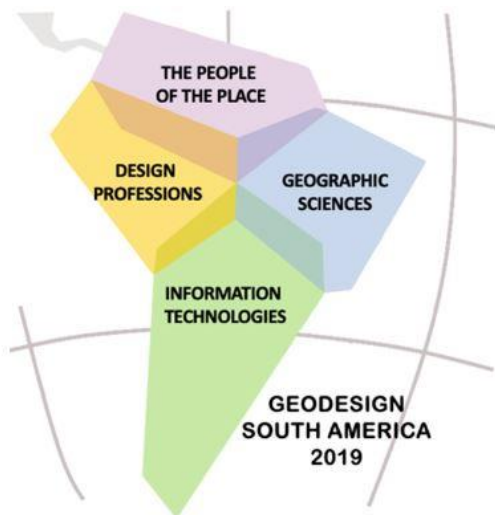 THE PEOPLE
OF THE PLACE
DESIGN
PROFESSIONS
GEOGRAPHIC
SCIENCES
INFORMATION
TECHNOLOGIES
GEODESIGN
SOUTH AMERICA
2019